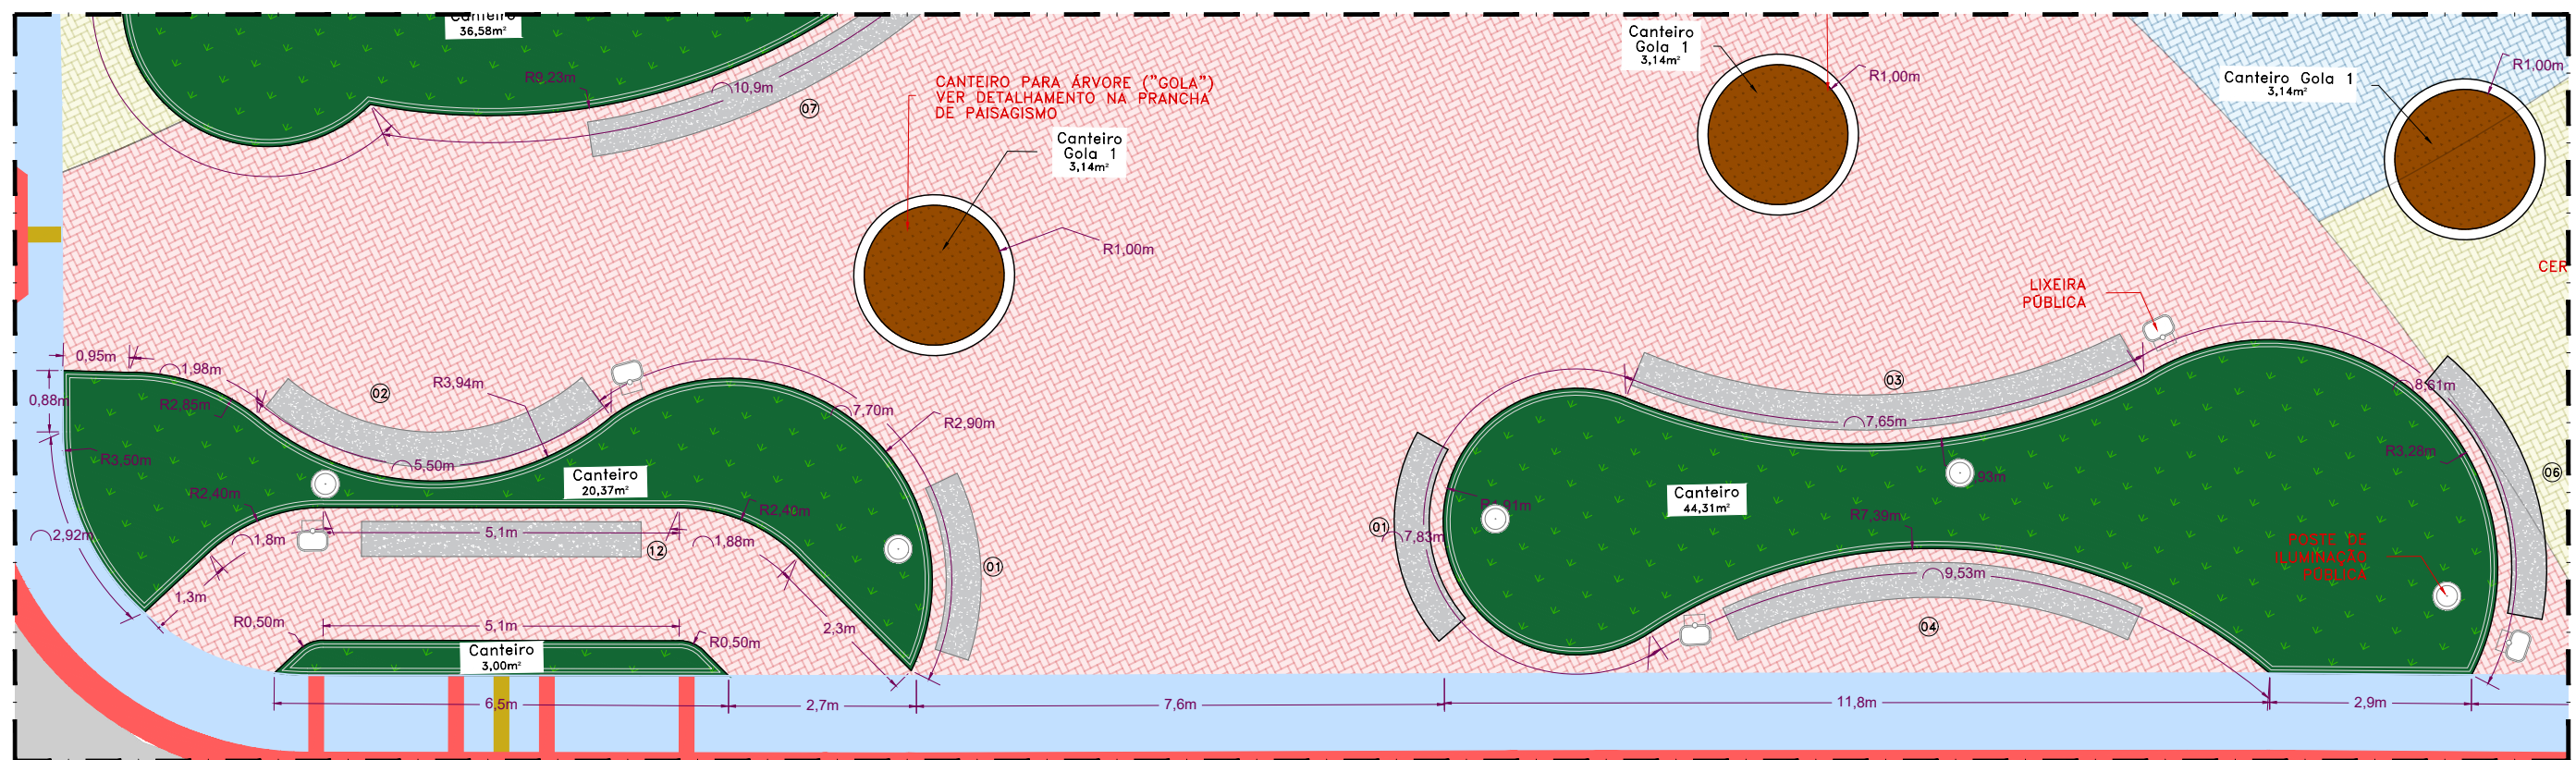 Canteiro
36,58m²
R9,23m
10,9m
07
CANTEIRO PARA ÁRVORE ("GOLA")
VER DETALHAMENTO NA PRANCHA
DE PAISAGISMO
Canteiro
Gola 1
3,14m²
R1,00m
Canteiro
Gola 1
3,14m²
R1,00m
Canteiro Gola 1
3,14m²
R1,00m
CER
LIXEIRA
PÚBLICA
0,95m
1,98m
0,88m
R2,85m
02
R3,94m
7,70m
R2,90m
R3,50m
5,50m
Canteiro
20,37m²
R2,40m
R2,40m
2,92m
1,8m
5,1m
12
1,88m
01
1,3m
2,3m
R0,50m
5,1m
R0,50m
Canteiro
3,00m²
03
7,65m
8,61m
R3,28m
06
R1,91m
,93m
Canteiro
44,31m²
01
7,83m
R7,39m
POSTE DE
ILUMINAÇÃO
PÚBLICA
9,53m
04
6,5m
2,7m
7,6m
11,8m
2,9m